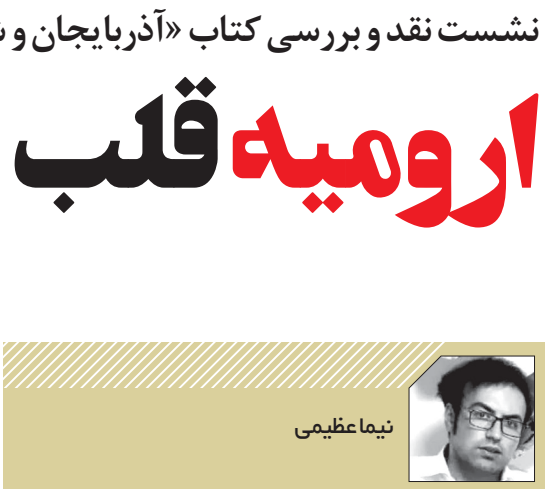 نشست نقد و بررسی کتاب «آذربایجان و
ارومیه قلب
نیما عظیمی